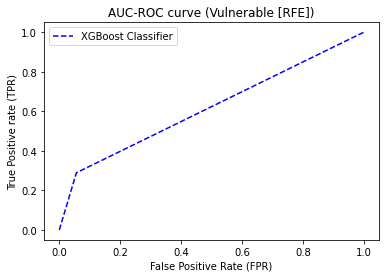 AUC-ROC curve (Vulnerable [RFE])
XGBoost Classifier
True Positive rate (TPR)
1.0
0.8
0.6
0.4
0.2
0.0
0.0 0.2 0.4 0.6 0.8 1.0
False Positive Rate (FPR)